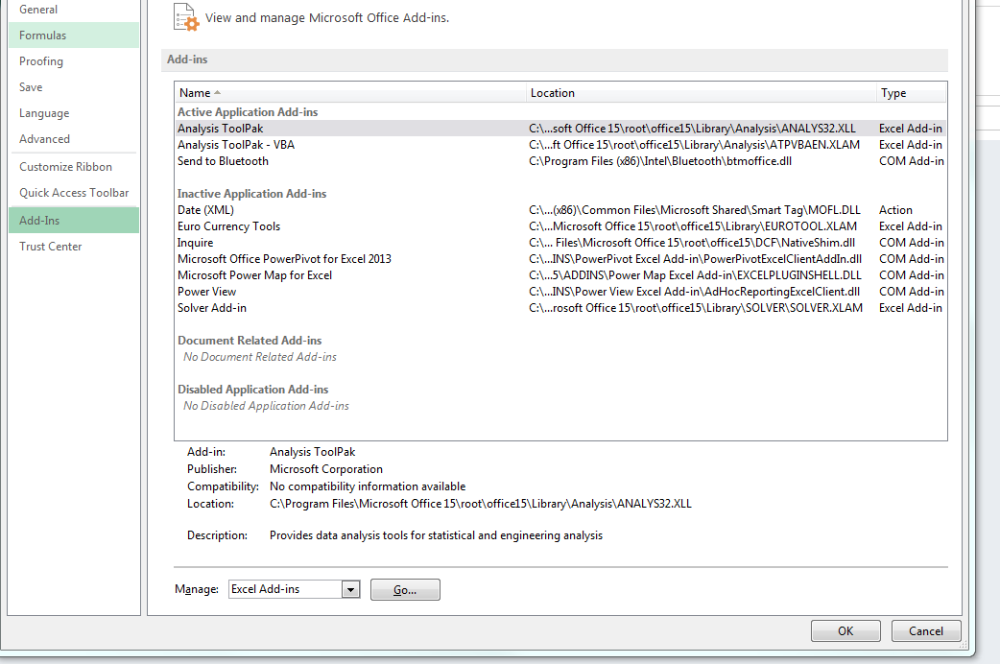 General
Formulas
Proofing
Save
Language
Advanced
Customize Ribbon
Quick Access Toolbar
Add-Ins
Trust Center
View and manage Microsoft Office Add-ins.
Add-ins
Name Location Type
Active Application Add-ins
Analysis ToolPak C:\...soft Office 15\root\office15\Library\Analysis\ANALYS32.XLL Excel Add-in
Analysis ToolPak - VBA C:\...ft Office 15\root\office15\Library\Analysis\ATPVBAEN.XLAM Excel Add-in
Send to Bluetooth C:\Program Files (x86)\Intel\Bluetooth\btmoffice.dll COM Add-in
Inactive Application Add-ins
Date (XML) C:\...(x86)\Common Files\Microsoft Shared\Smart Tag\MOFL.DLL Action
Euro Currency Tools C:\...Microsoft Office 15\root\office15\Library\EUROTOOL.XLAM Excel Add-in
Inquire C:\... Files\Microsoft Office 15\root\office15\DCF\NativeShim.dll COM Add-in
Microsoft Office PowerPivot for Excel 2013 C:\...INS\PowerPivot Excel Add-in\PowerPivotExcelClientAddIn.dll COM Add-in
Microsoft Power Map for Excel C:\...5\ADDINS\Power Map Excel Add-in\EXCELPLUGINSHELL.DLL COM Add-in
Power View C:\...INS\Power View Excel Add-in\AdHocReportingExcelClient.dll COM Add-in
Solver Add-in C:\...rosoft Office 15\root\office15\Library\SOLVER\SOLVER.XLAM Excel Add-in
Document Related Add-ins
No Document Related Add-ins
Disabled Application Add-ins
No Disabled Application Add-ins
Add-in: Analysis ToolPak
Publisher: Microsoft Corporation
Compatibility: No compatibility information available
Location: C:\Program Files\Microsoft Office 15\root\office15\Library\Analysis\ANALYS32.XLL
Description: Provides data analysis tools for statistical and engineering analysis
Manage: Excel Add-ins Go...
OK Cancel